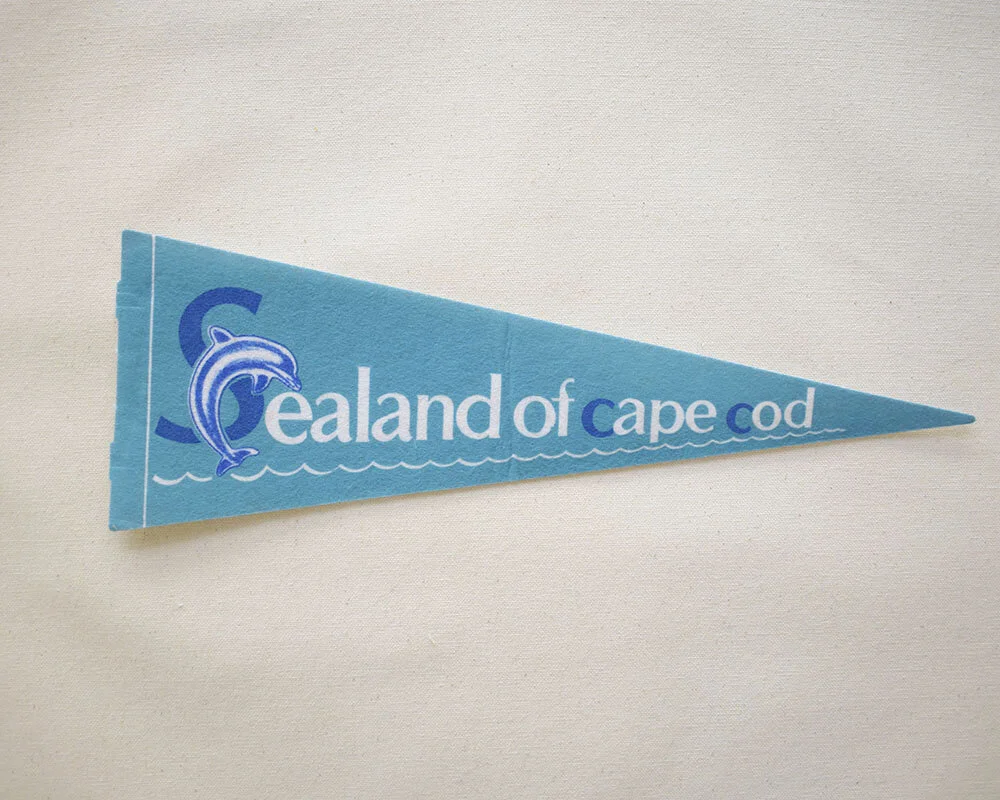 Sealand of cape cod